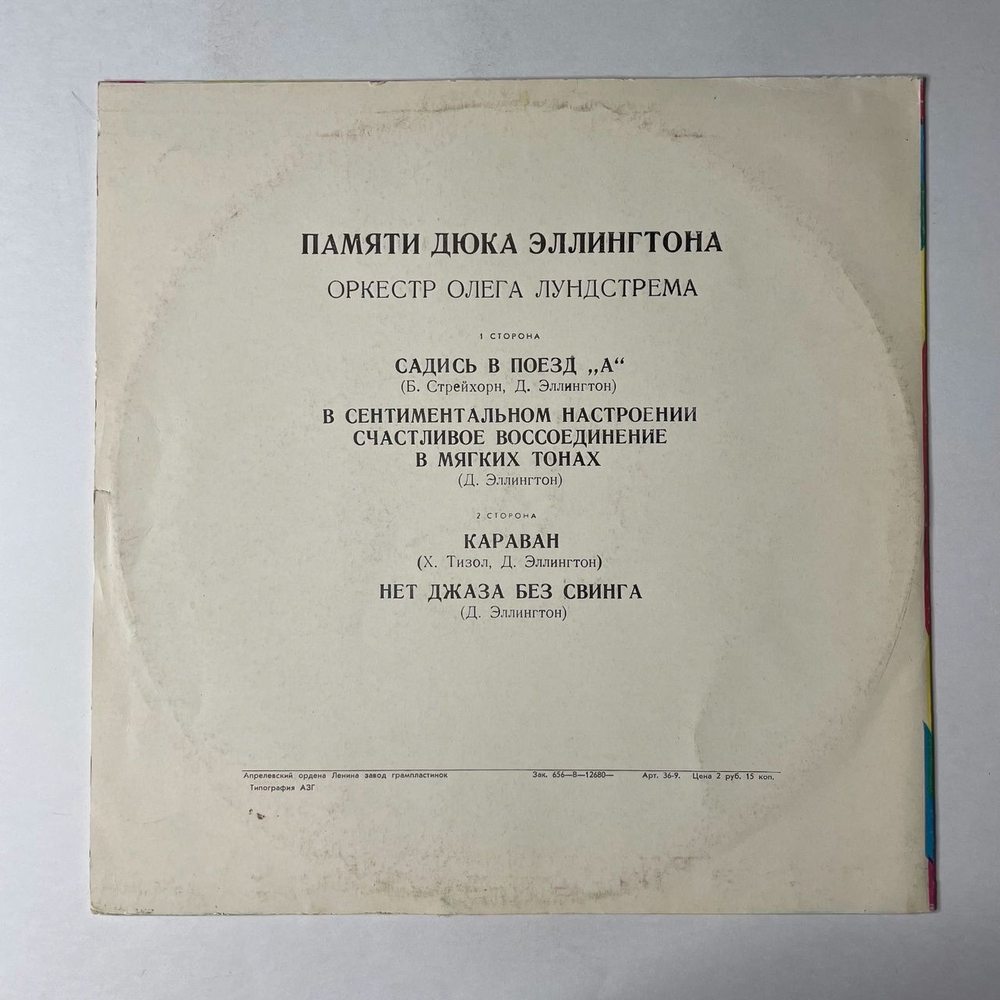 ПАМЯТИ ДЮКА ЭЛЛИНГТОНА
ОРКЕСТР ОЛЕГА ЛУНДСТРЕМА
1 СТОРОНА
САДИСЬ В ПОЕЗД „А“
(Б. Стрейхорн, Д. Эллингтон)
В СЕНТИМЕНТАЛЬНОМ НАСТРОЕНИИ
СЧАСТЛИВОЕ ВОССОЕДИНЕНИЕ
В МЯГКИХ ТОНАХ
(Д. Эллингтон)
2 СТОРОНА
КАРАВАН
(Х. Тизол, Д. Эллингтон)
НЕТ ДЖАЗА БЕЗ СВИНГА
(Д. Эллингтон)
Апрелевский ордена Ленина завод грампластинок Зак. 656—В—12680— Арт. 36-9. Цена 2 руб. 15 коп.
Типография АЗГ